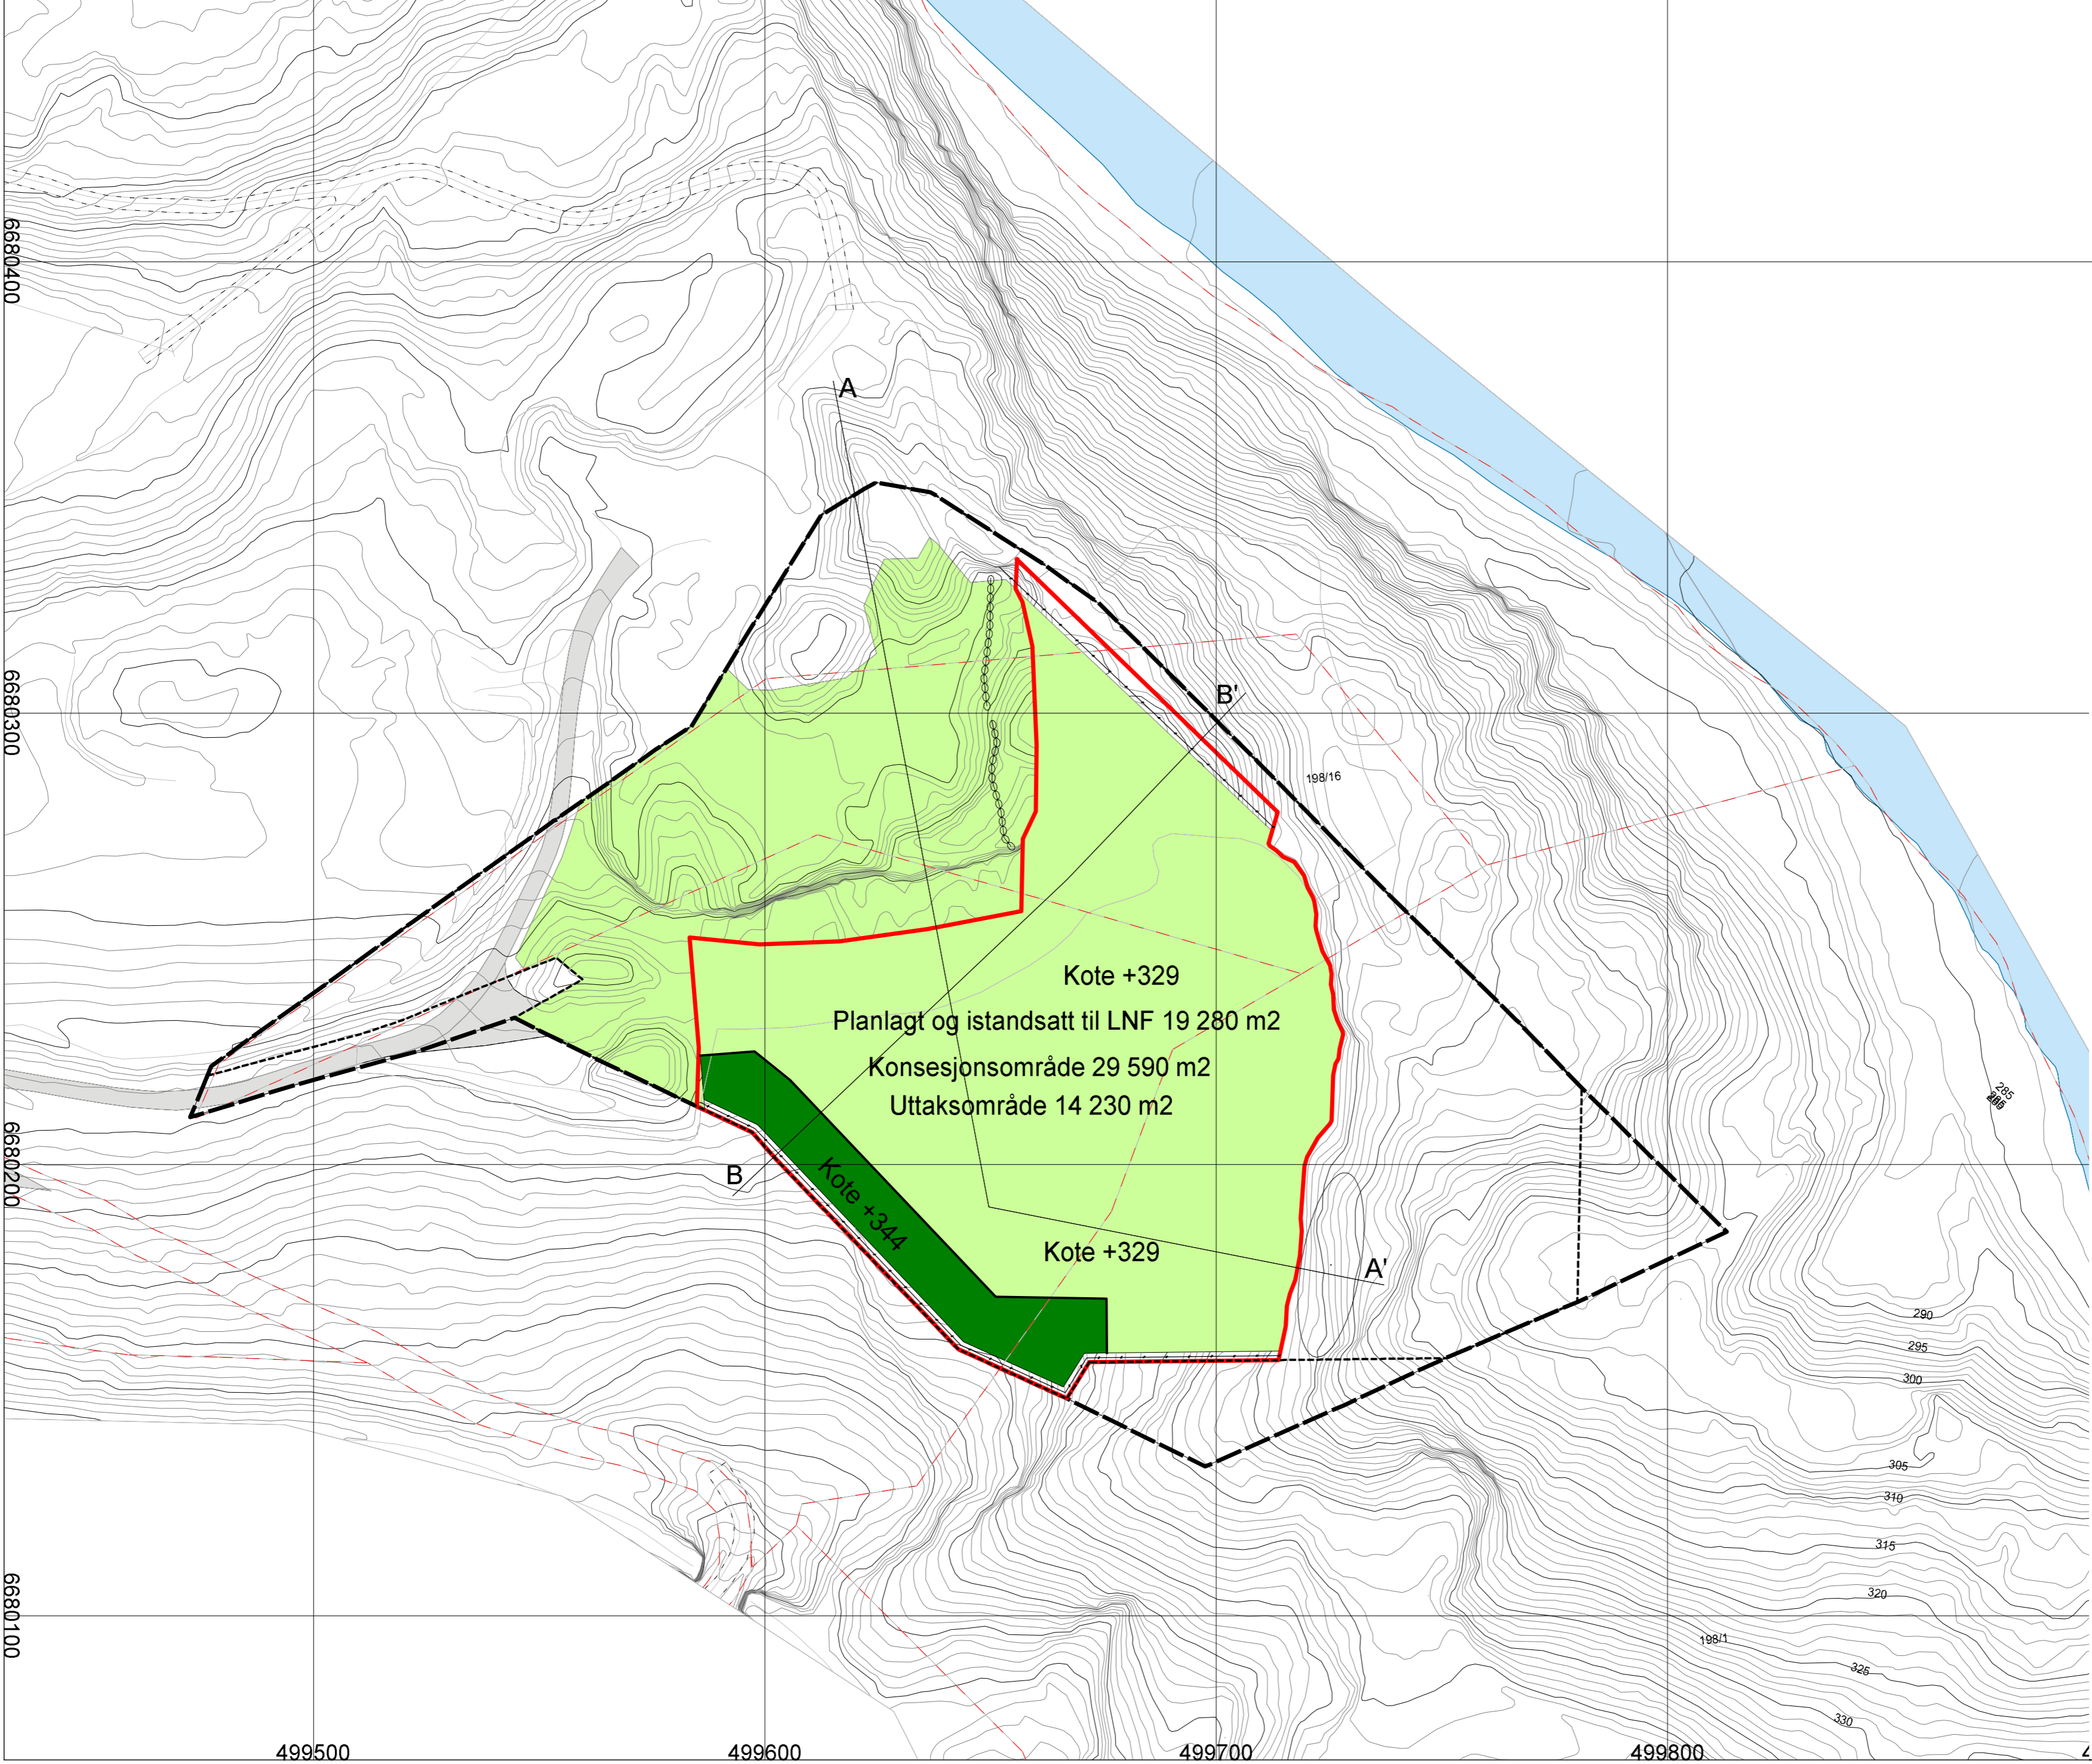 6680400
A
6680300
B'
198/16
Kote +329
Planlagt og istandsatt til LNF 19 280 m2
Konsesjonsområde 29 590 m2
Uttaksområde 14 230 m2
285
6680200
B
Kote +344
Kote +329
A'
290
295
300
305
310
315
320
6680100
198/1
325
330
499500
499600
499700
499800